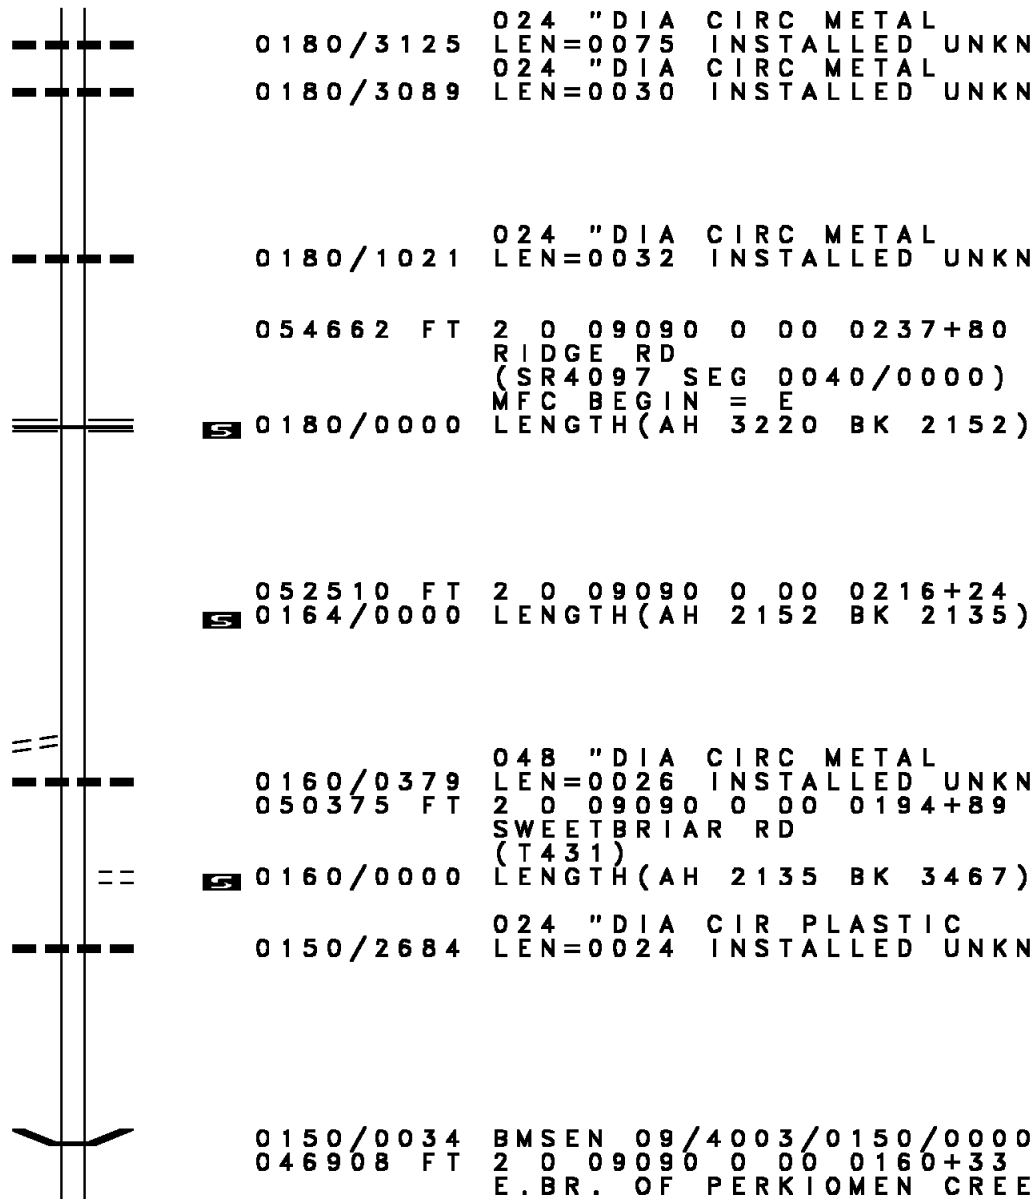 024 "DIA CIRC METAL
0180/3125 LEN=0075 INSTALLED UNKN
024 "DIA CIRC METAL
0180/3089 LEN=0030 INSTALLED UNKN
024 "DIA CIRC METAL
0180/1021 LEN=0032 INSTALLED UNKN
054662 FT 2 0 09090 0 00 0237+80
RIDGE RD
(SR4097 SEG 0040/0000)
MFC BEGIN = E
S 0180/0000 LENGTH(AH 3220 BK 2152)
052510 FT 2 0 09090 0 00 0216+24
S 0164/0000 LENGTH(AH 2152 BK 2135)
048 "DIA CIRC METAL
0160/0379 LEN=0026 INSTALLED UNKN
050375 FT 2 0 09090 0 00 0194+89
SWEETBRIAR RD
(T431)
S 0160/0000 LENGTH(AH 2135 BK 3467)
024 "DIA CIR PLASTIC
0150/2684 LEN=0024 INSTALLED UNKN
0150/0034 BMSEN 09/4003/0150/0000
046908 FT 2 0 09090 0 00 0160+33
E.BR. OF PERKIOMEN CREE